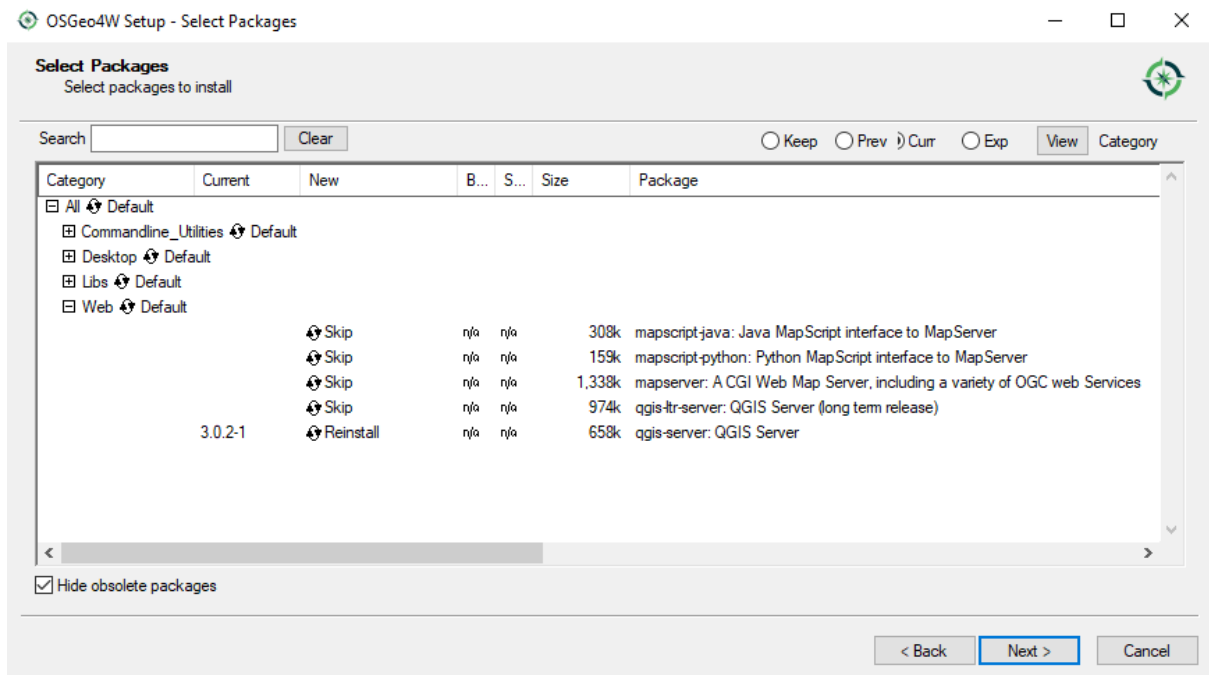 OSGeo4W Setup - Select Packages
Select Packages
Select packages to install
Search Clear Keep Prev Curr Exp View Category
Category Current New B... S... Size Package
All Default
Commandline_Utilities Default
Desktop Default
Libs Default
Web Default
Skip n/a n/a 308k mapscript-java: Java MapScript interface to MapServer
Skip n/a n/a 159k mapscript-python: Python MapScript interface to MapServer
Skip n/a n/a 1,338k mapserver: A CGI Web Map Server, including a variety of OGC web Services
Skip n/a n/a 974k qgis-ltr-server: QGIS Server (long term release)
3.0.2-1 Reinstall n/a n/a 658k qgis-server: QGIS Server
Hide obsolete packages
< Back Next > Cancel